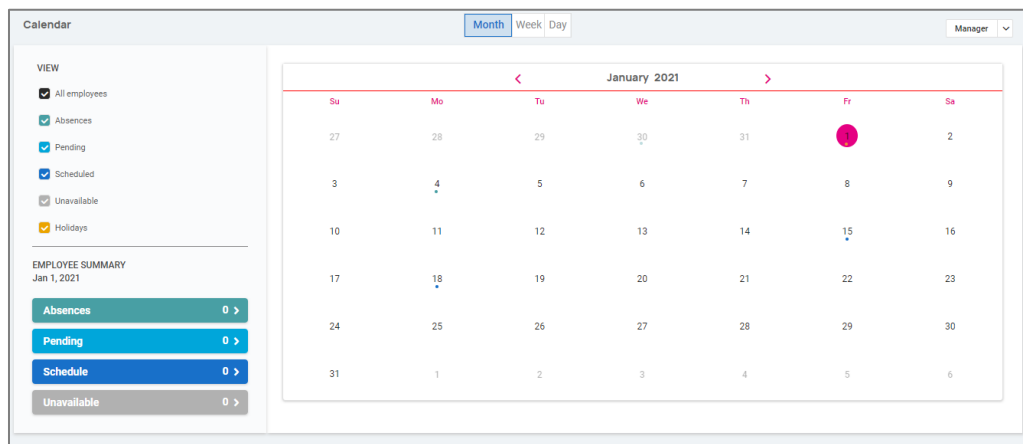 Calendar
Month Week Day
Manager
VIEW
All employees
Absences
Pending
Scheduled
Unavailable
Holidays
EMPLOYEE SUMMARY
Jan 1, 2021
Absences 0
Pending 0
Schedule 0
Unavailable 0
January 2021
Su Mo Tu We Th Fr Sa
27 28 29 30 31 1 2
3 4 5 6 7 8 9
10 11 12 13 14 15 16
17 18 19 20 21 22 23
24 25 26 27 28 29 30
31 1 2 3 4 5 6